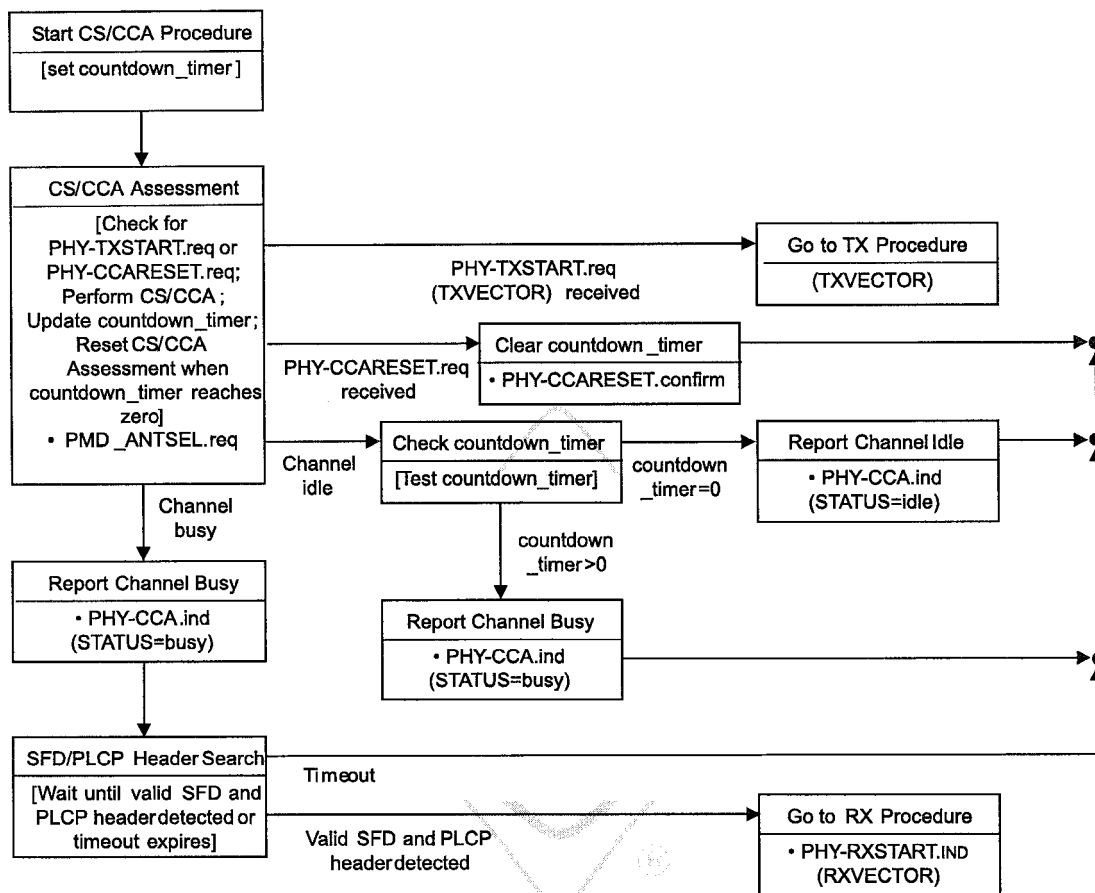 Start CS/CCA Procedure
[set countdown_timer]
CS/CCA Assessment
[Check for
PHY-TXSTART.req or
PHY-CCARESET.req;
Perform CS/CCA ;
Update countdown_timer;
Reset CS/CCA
Assessment when
countdown_timer reaches
zero]
• PMD _ANTSEL.req
PHY-TXSTART.req
(TXVECTOR) received
Go to TX Procedure
(TXVECTOR)
PHY-CCARESET.req
received
Clear countdown _timer
• PHY-CCARESET.confirm
Channel
idle
Check countdown_timer
[Test countdown_timer]
countdown
_timer=0
Report Channel Idle
• PHY-CCA.ind
(STATUS=idle)
Channel
busy
countdown
_timer>0
Report Channel Busy
• PHY-CCA.ind
(STATUS=busy)
Report Channel Busy
• PHY-CCA.ind
(STATUS=busy)
SFD/PLCP Header Search
[Wait until valid SFD and
PLCP header detected or
timeout expires]
Timeout
Valid SFD and PLCP
header detected
Go to RX Procedure
• PHY-RXSTART.IND
(RXVECTOR)
®